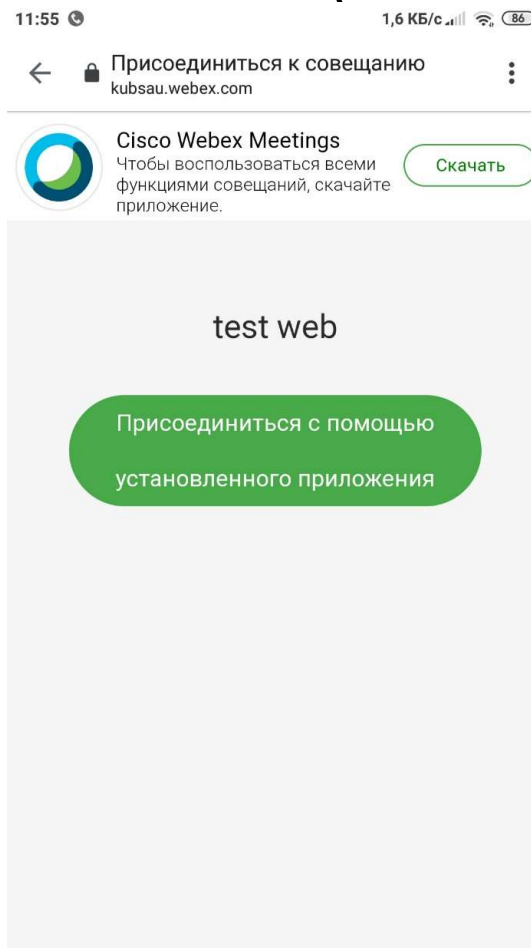 11:55 1,6 КБ/с 86
Присоединиться к совещанию
kubsau.webex.com
Cisco Webex Meetings
Чтобы воспользоваться всеми
функциями совещаний, скачайте
приложение.
Скачать
test web
Присоединиться с помощью
установленного приложения